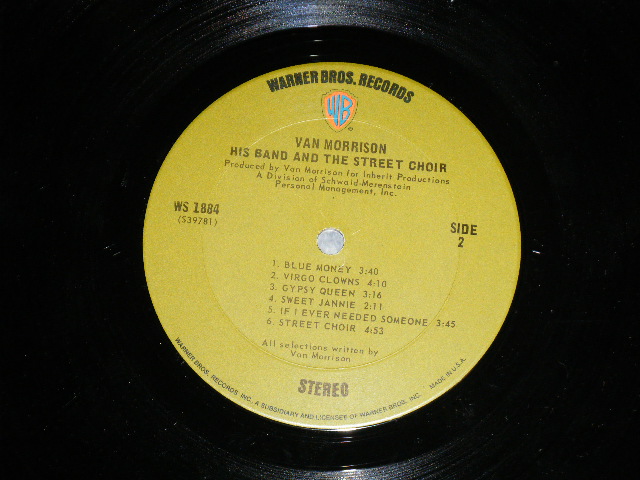 WARNER BROS. RECORDS
WB
®
VAN MORRISON
HIS BAND AND THE STREET CHOIR
Produced by Van Morrison for Inherit Productions
A Division of Schwaid-Merenstein
Personal Management, Inc.
WS 1884
(S39781)
SIDE
2
1. BLUE MONEY 3:40
2. VIRGO CLOWNS 4:10
3. GYPSY QUEEN 3:16
4. SWEET JANNIE 2:11
5. IF I EVER NEEDED SOMEONE 3:45
6. STREET CHOIR 4:53
All selections written by
Van Morrison
STEREO
WARNER BROS. RECORDS INC. A SUBSIDIARY AND LICENSEE OF WARNER BROS. INC. MADE IN U.S.A.